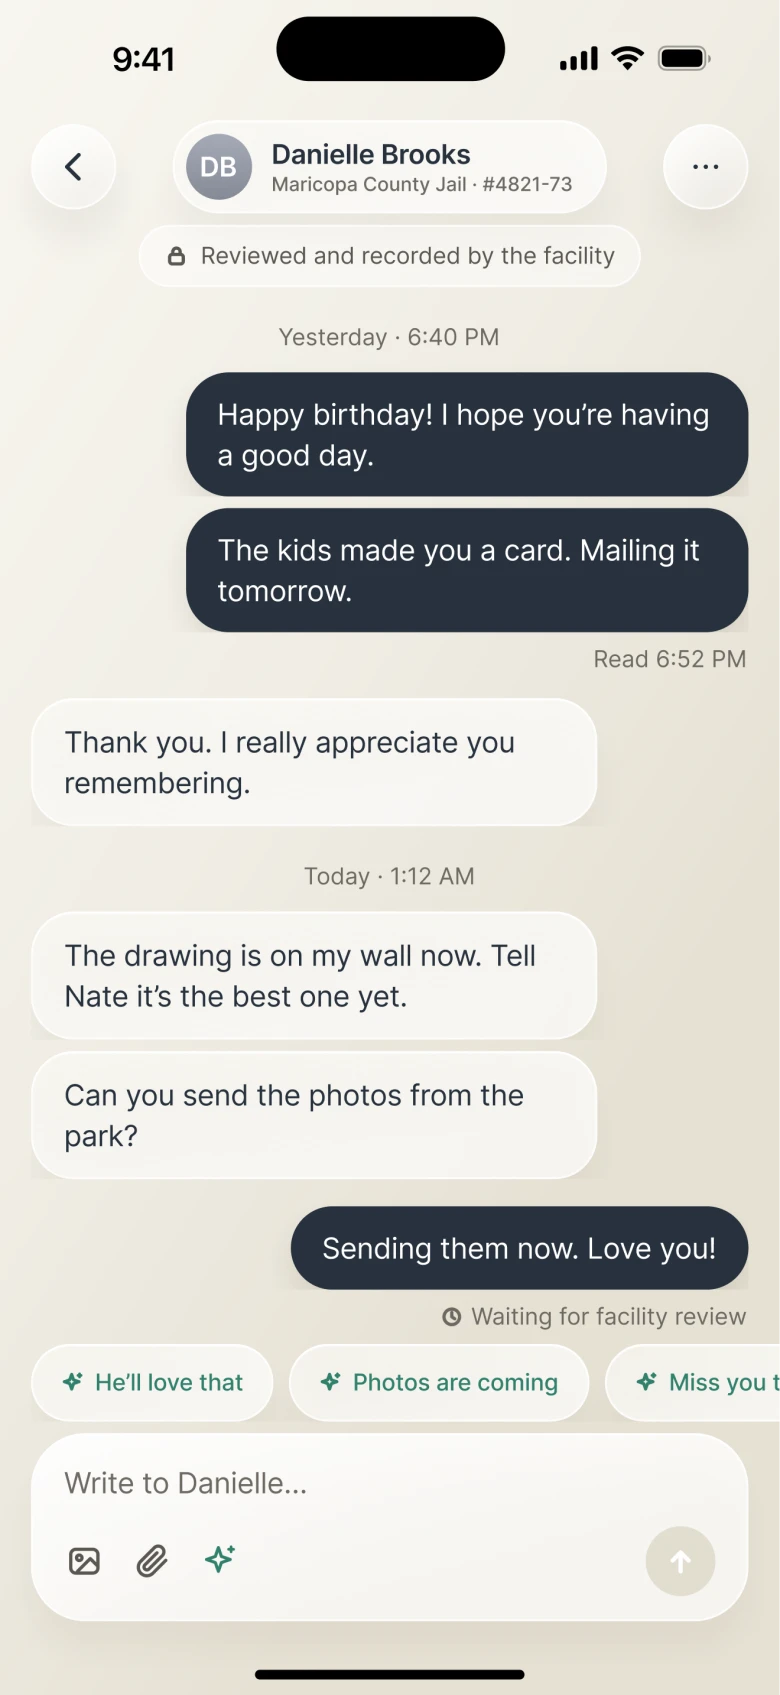 9:41
DB
Danielle Brooks
Maricopa County Jail · #4821-73
Reviewed and recorded by the facility
Yesterday · 6:40 PM
Happy birthday! I hope you’re having
a good day.
The kids made you a card. Mailing it
tomorrow.
Read 6:52 PM
Thank you. I really appreciate you
remembering.
Today · 1:12 AM
The drawing is on my wall now. Tell
Nate it’s the best one yet.
Can you send the photos from the
park?
Sending them now. Love you!
Waiting for facility review
He’ll love that
Photos are coming
Miss you
Write to Danielle...